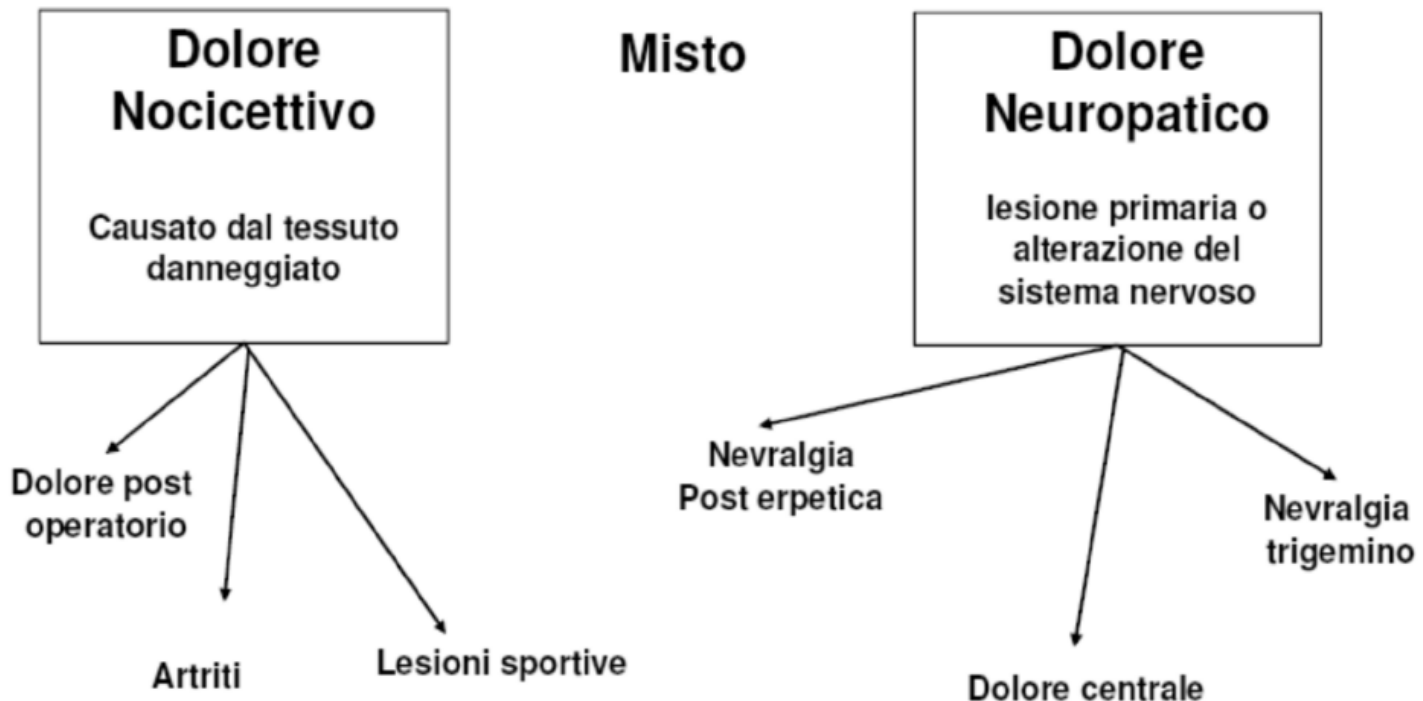 Dolore
Nocicettivo
Causato dal tessuto
danneggiato
Misto
Dolore
Neuropatico
lesione primaria o
alterazione del
sistema nervoso
Dolore post
operatorio
Artriti
Lesioni sportive
Nevralgia
Post erpetica
Dolore centrale
Nevralgia
trigemino